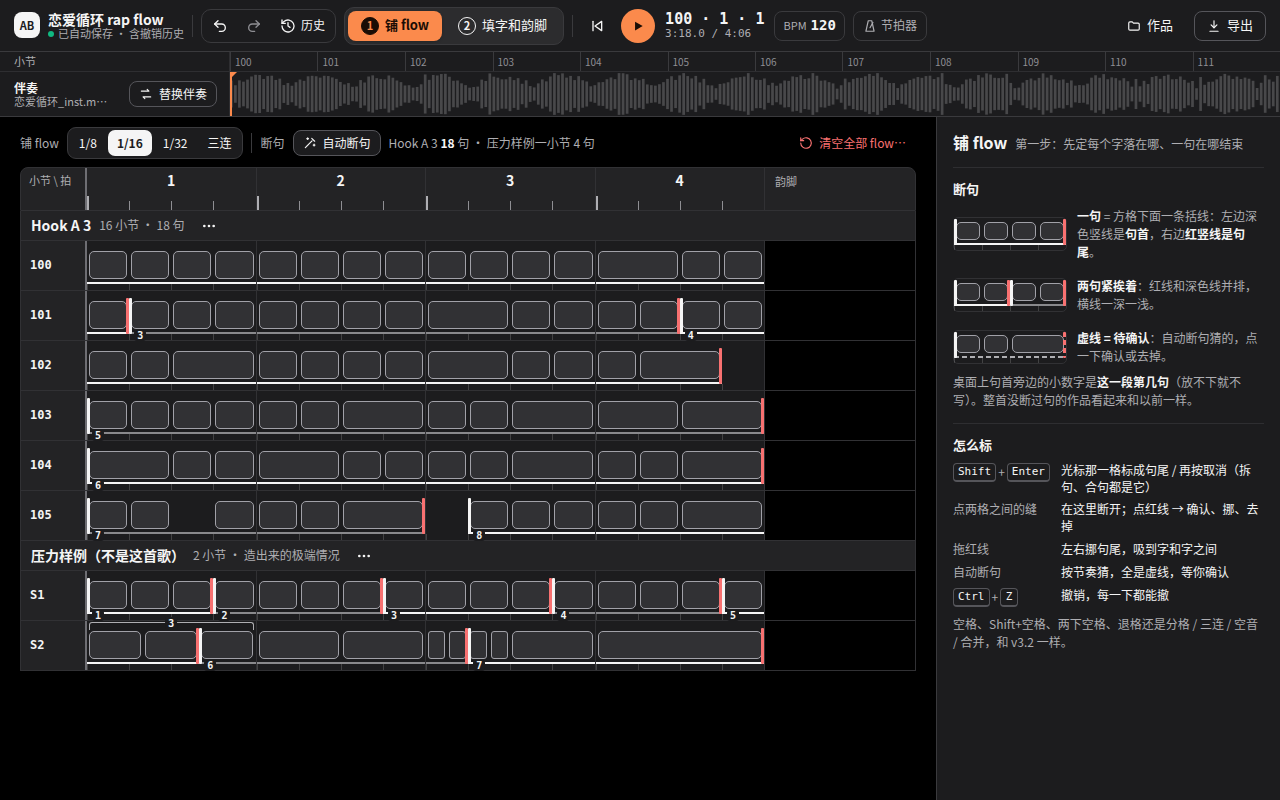 AB 恋爱循环 rap flow
已自动保存 · 含撤销历史
历史
1 铺 flow
2 填字和韵脚
100 · 1 · 1
3:18.0 / 4:06
BPM 120
节拍器
作品
导出
小节
100 101 102 103 104 105 106 107 108 109 110 111
伴奏
恋爱循环_inst.m…
替换伴奏
铺 flow 1/8 1/16 1/32 三连 断句 自动断句 Hook A 3 18 句 · 压力样例一小节 4 句 清空全部 flow…
小节 \ 拍 1 2 3 4 韵脚
Hook A 3 16 小节 · 18 句 ···
100
101
3 4
102
103
5
104
6
105
7 8
压力样例（不是这首歌） 2 小节 · 造出来的极端情况 ···
S1
1 2 3 4 5
3
S2
6 7
铺 flow 第一步：先定每个字落在哪、一句在哪结束
断句
一句 = 方格下面一条括线：左边深
色竖线是句首，右边红竖线是句
尾。
两句紧挨着：红线和深色线并排，
横线一深一浅。
虚线 = 待确认：自动断句猜的，点
一下确认或去掉。
桌面上句首旁边的小数字是这一段第几句（放不下就不
写）。整首没断过句的作品看起来和以前一样。
怎么标
Shift + Enter 光标那一格标成句尾 / 再按取消（拆
句、合句都是它）
点两格之间的缝 在这里断开；点红线 → 确认、挪、去
掉
拖红线 左右挪句尾，吸到字和字之间
自动断句 按节奏猜，全是虚线，等你确认
Ctrl + Z 撤销，每一下都能撤
空格、Shift+空格、两下空格、退格还是分格 / 三连 / 空音
/ 合并，和 v3.2 一样。